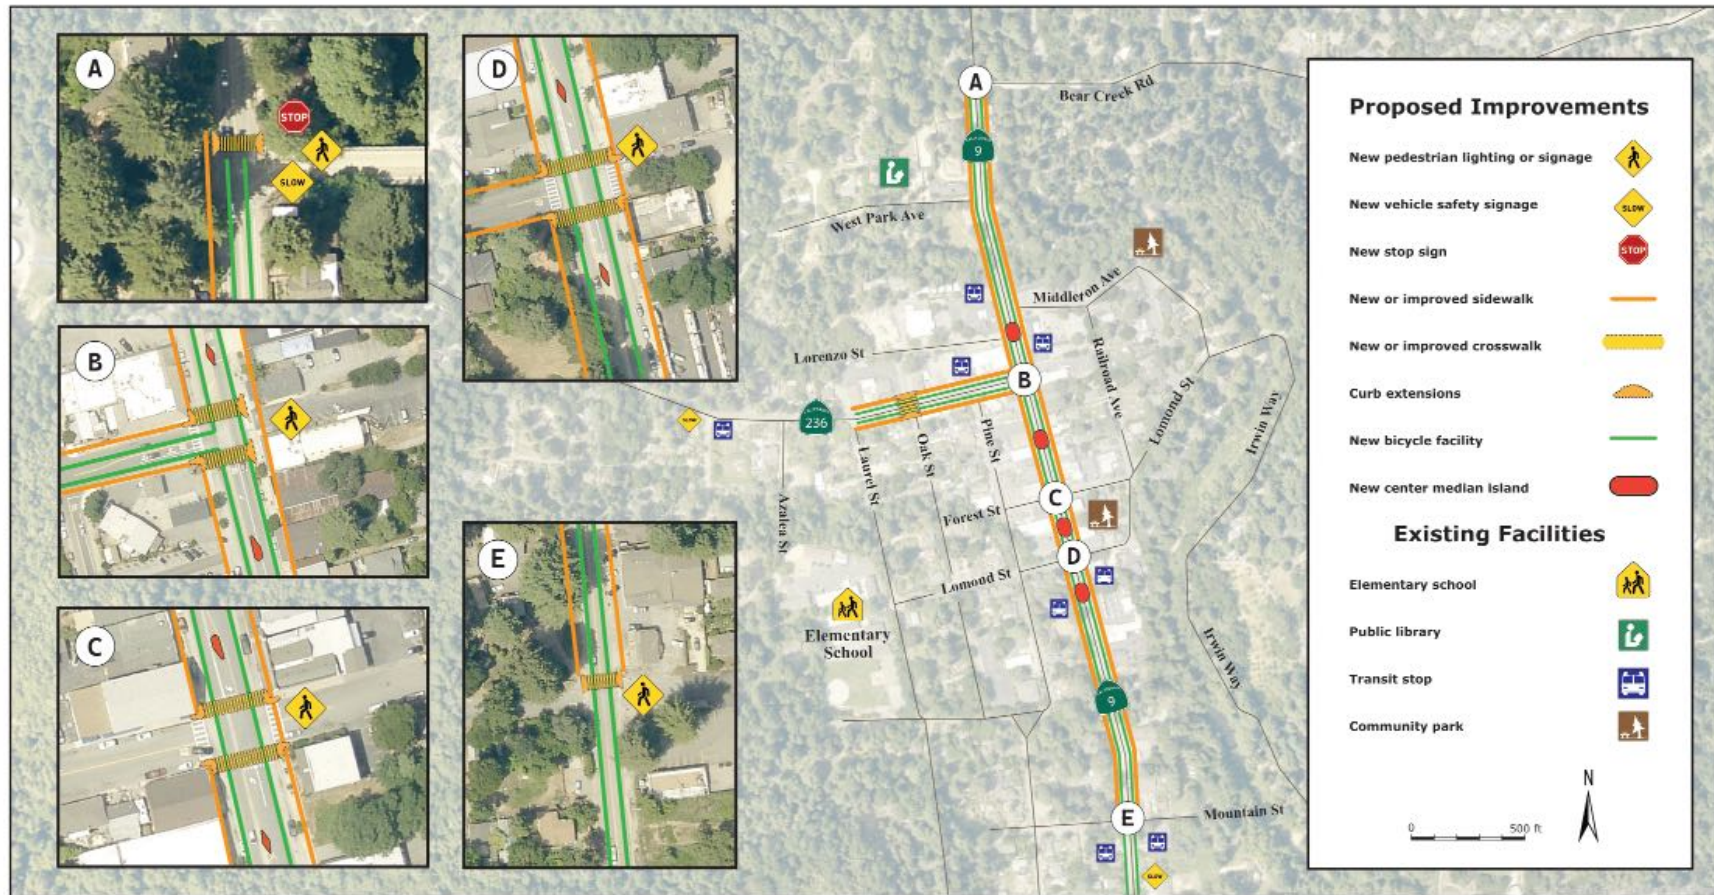 A
STOP
SLOW
B
C
D
E
A
Bear Creek Rd
9
West Park Ave
Middleton Ave
Lorenzo St
Railroad Ave
Lomond St
Irwin Way
B
SLOW
236
Laurel St
Oak St
Pine St
Azalea St
Forest St
C
D
Lomond St
Elementary
School
Irwin Way
9
E
Mountain St
SLOW
Proposed Improvements
New pedestrian lighting or signage
New vehicle safety signage
SLOW
New stop sign
STOP
New or improved sidewalk
New or improved crosswalk
Curb extensions
New bicycle facility
New center median island
Existing Facilities
Elementary school
Public library
Transit stop
Community park
N
0 500 ft